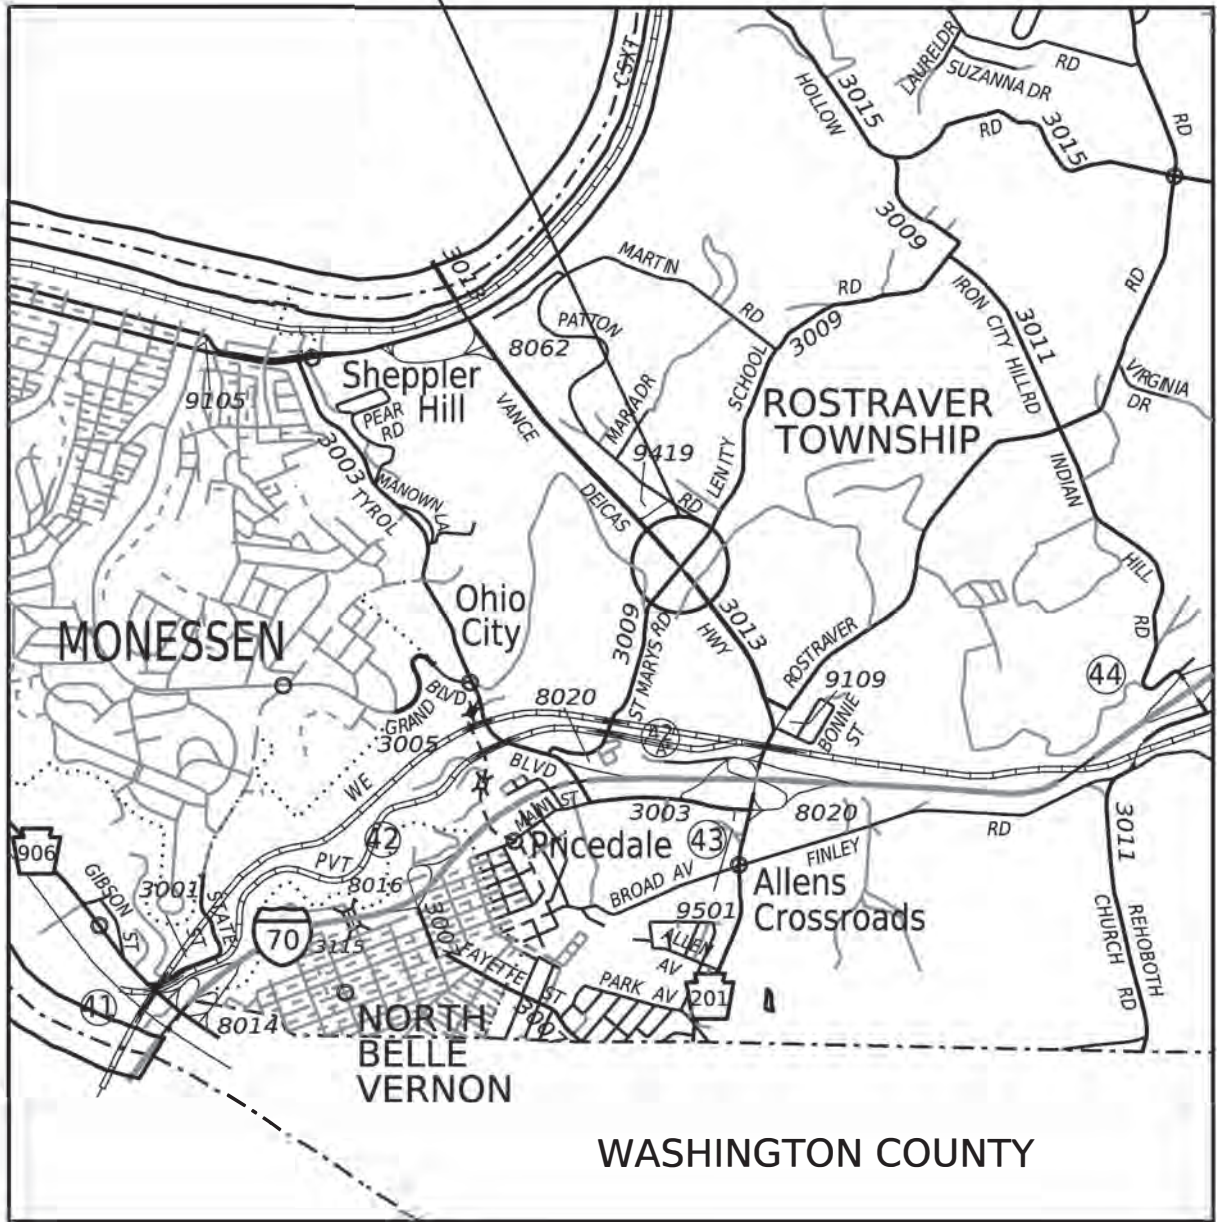 CSXT
HOLLOW
3015
LAUREL DR
SUZANNA DR
RD
RD
3015
RD
3009
3013
MARTIN
RD
PATTON
8062
MARIA DR
RD
3009
SCHOOL
LENITY
IRON CITY HILL RD
3011
RD
VIRGINIA
DR
9105
Sheppler
Hill
PEAR
RD
VANCE
ROSTRAVER
TOWNSHIP
3003
TYROL
MANOWN
LA
DEICAS
9419
RD
INDIAN
HILL
RD
MONESSEN
Ohio
City
3009
ST MARYS RD
HWY
3013
ROSTRAVER
9109
BONNIE
ST
44
GRAND
BLVD
3005
8020
42
A
WE
BLVD
MAIN ST
3003
8020
RD
3011
906
42
PVT
Pricedale
43
FINLEY
GIBSON
ST
3001
STATE
ST
8016
BROAD AV
Allens
Crossroads
70
3115
9501
ALLEN
AV
FAYETTE
ST
PARK AV
201
REHOBOTH
CHURCH
RD
41
8014
NORTH
BELLE
VERNON
WASHINGTON COUNTY